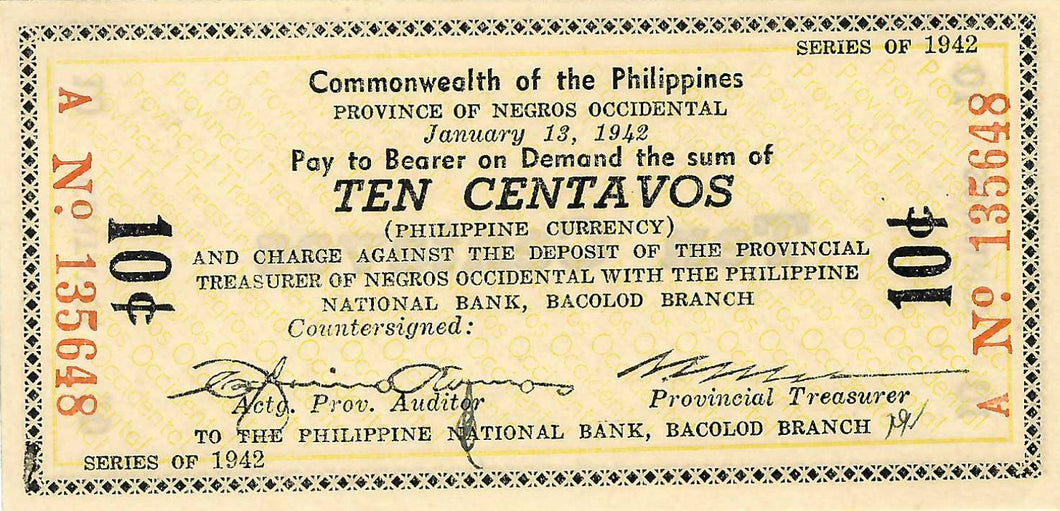 SERIES OF 1942
Commonwealth of the Philippines
PROVINCE OF NEGROS OCCIDENTAL
January 13, 1942
Pay to Bearer on Demand the sum of
TEN CENTAVOS
(PHILIPPINE CURRENCY)
AND CHARGE AGAINST THE DEPOSIT OF THE PROVINCIAL
TREASURER OF NEGROS OCCIDENTAL WITH THE PHILIPPINE
NATIONAL BANK, BACOLOD BRANCH
Countersigned:
Actg. Prov. Auditor
Provincial Treasurer
TO THE PHILIPPINE NATIONAL BANK, BACOLOD BRANCH
SERIES OF 1942
A No. 135648
10¢
10¢
A No. 135648